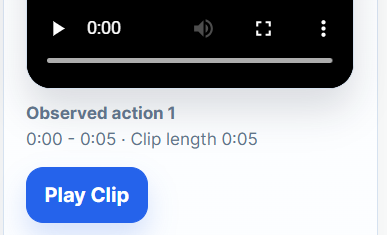 0:00
Observed action 1
0:00 - 0:05 · Clip length 0:05
Play Clip